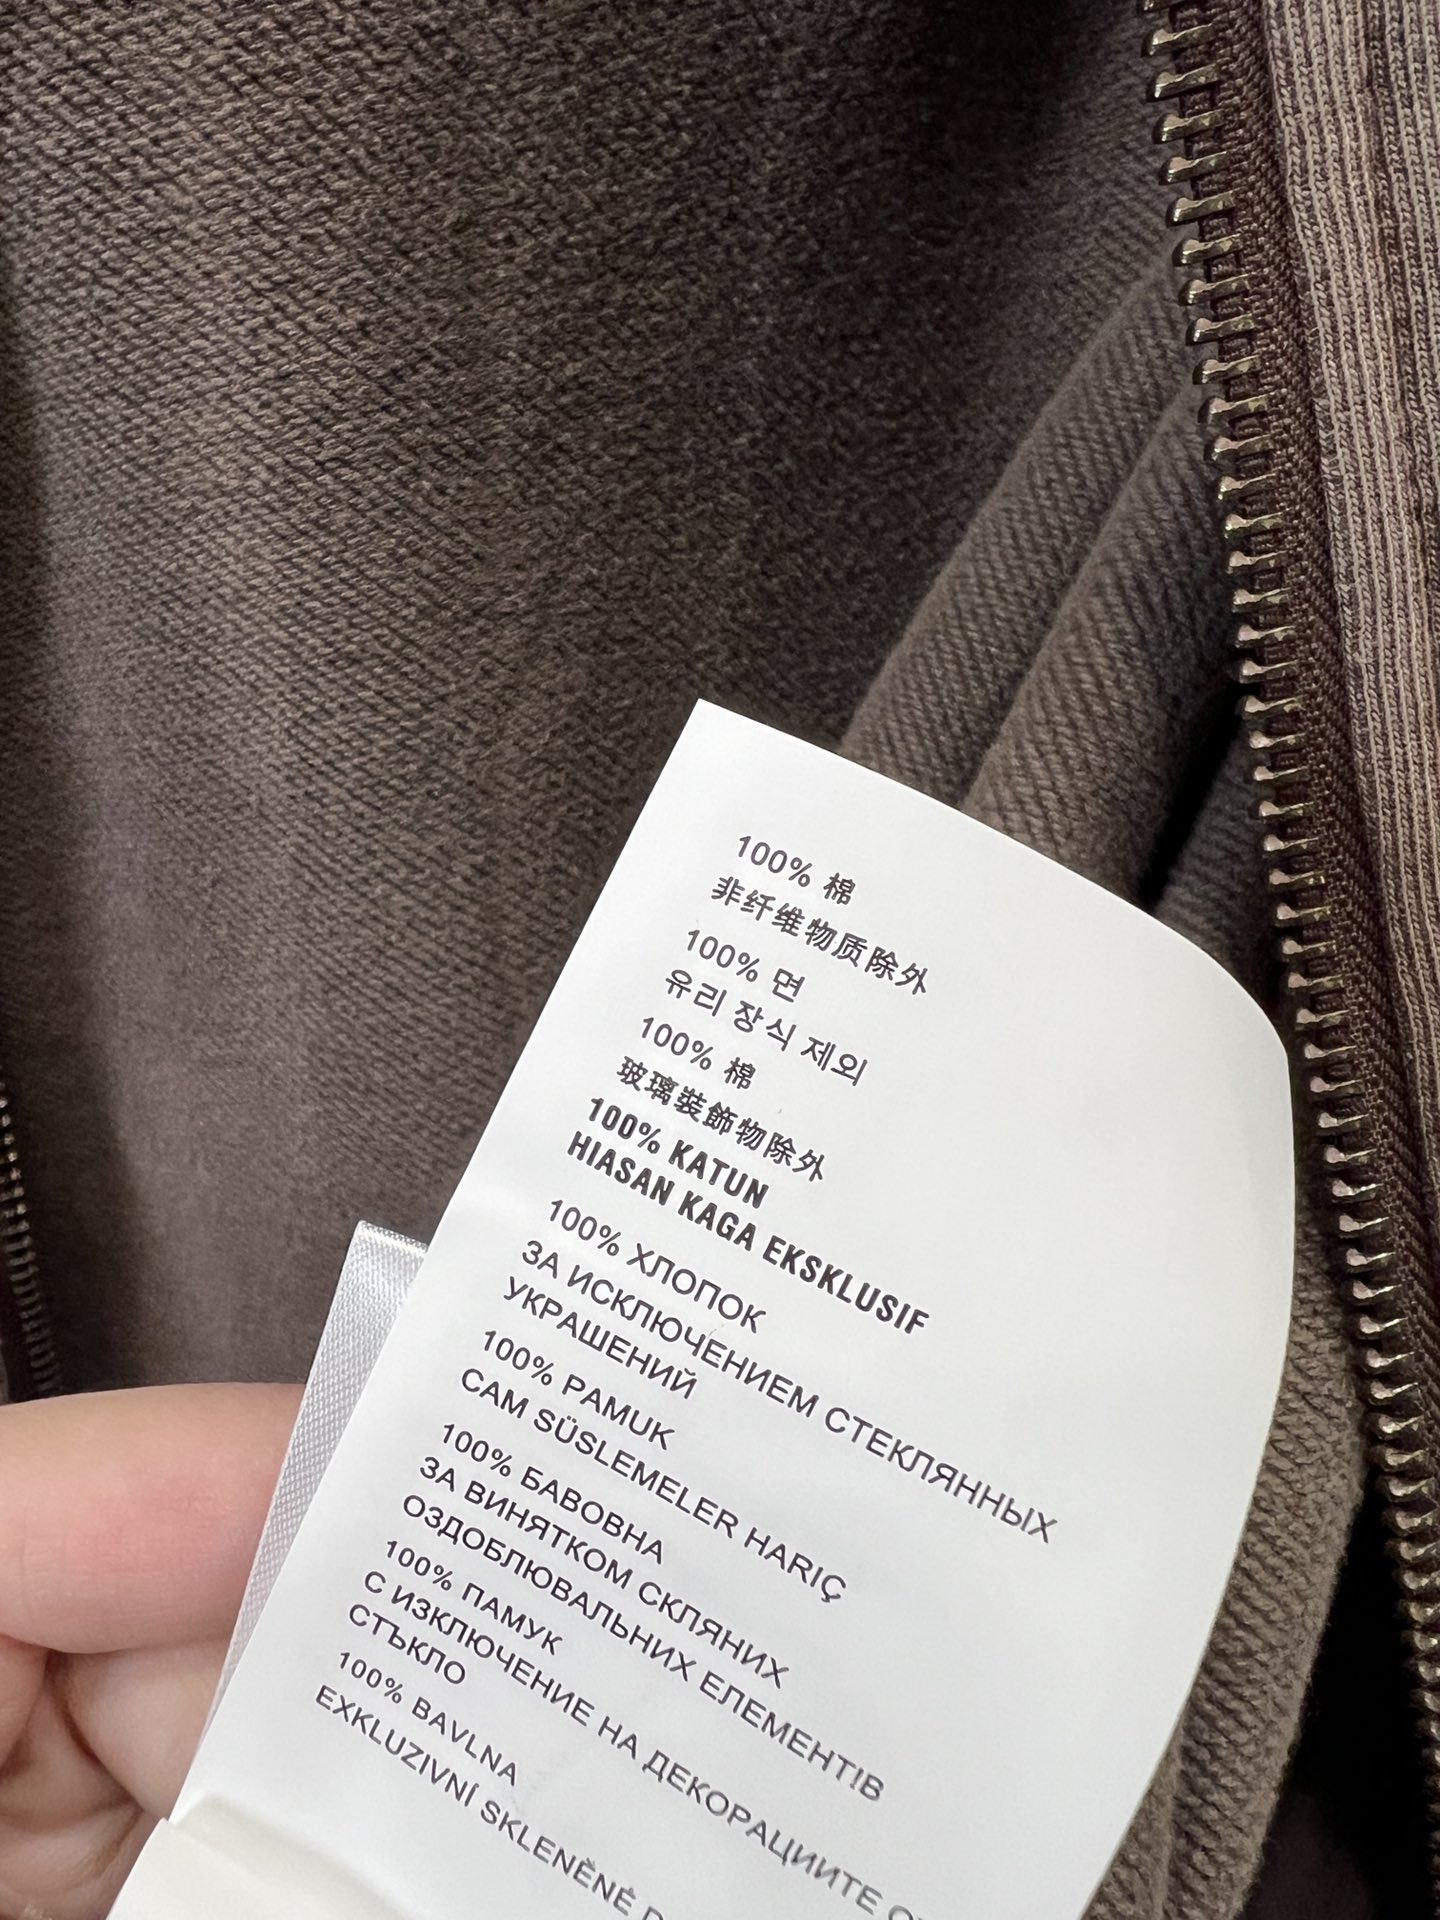 100% 棉
非纤维物质除外
100% 면
유리 장식 제외
100% 棉
玻璃裝飾物除外
100% KATUN
HIASAN KAGA EKSKLUSIF
100% ХЛОПОК
ЗА ИСКЛЮЧЕНИЕМ СТЕКЛЯННЫХ
УКРАШЕНИЙ
100% PAMUK
CAM SÜSLEMELER HARIÇ
100% БАВОВНА
ЗА ВИНЯТКОМ СКЛЯНИХ
ОЗДОБЛЮВАЛЬНИХ ЕЛЕМЕНТІВ
100% ПАМУК
С ИЗКЛЮЧЕНИЕ НА ДЕКОРАЦИИТЕ
СТЪКЛО
100% BAVLNA
EXKLUZIVNÍ SKLENĚNÉ